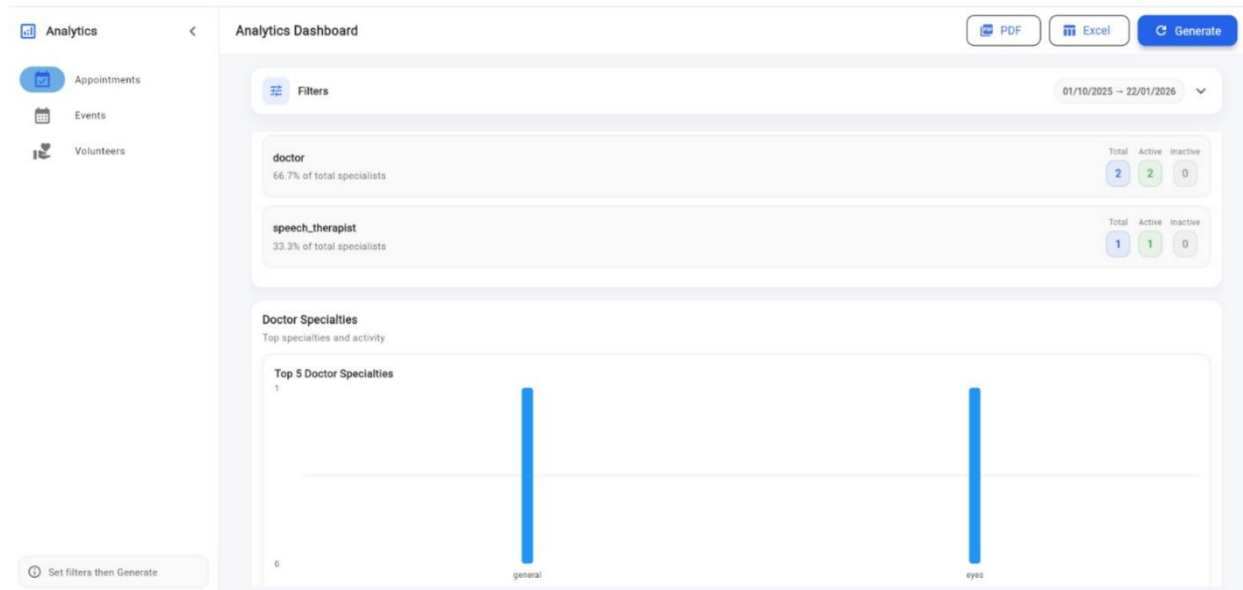 Analytics
Analytics Dashboard
PDF
Excel
Generate
Appointments
Events
Volunteers
Filters
01/10/2025 → 22/01/2026
doctor
66.7% of total specialists
Total Active Inactive
2 2 0
speech_therapist
33.3% of total specialists
Total Active Inactive
1 1 0
Doctor Specialties
Top specialties and activity
Top 5 Doctor Specialties
1
0
general eyes
Set filters then Generate